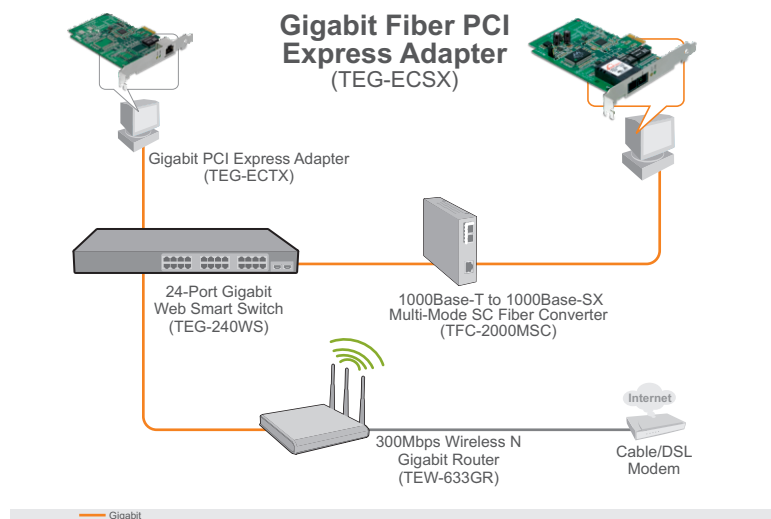 Gigabit Fiber PCI
Express Adapter
(TEG-ECSX)
Gigabit PCI Express Adapter
(TEG-ECTX)
24-Port Gigabit
Web Smart Switch
(TEG-240WS)
1000Base-T to 1000Base-SX
Multi-Mode SC Fiber Converter
(TFC-2000MSC)
300Mbps Wireless N
Gigabit Router
(TEW-633GR)
Internet
Cable/DSL
Modem
Gigabit